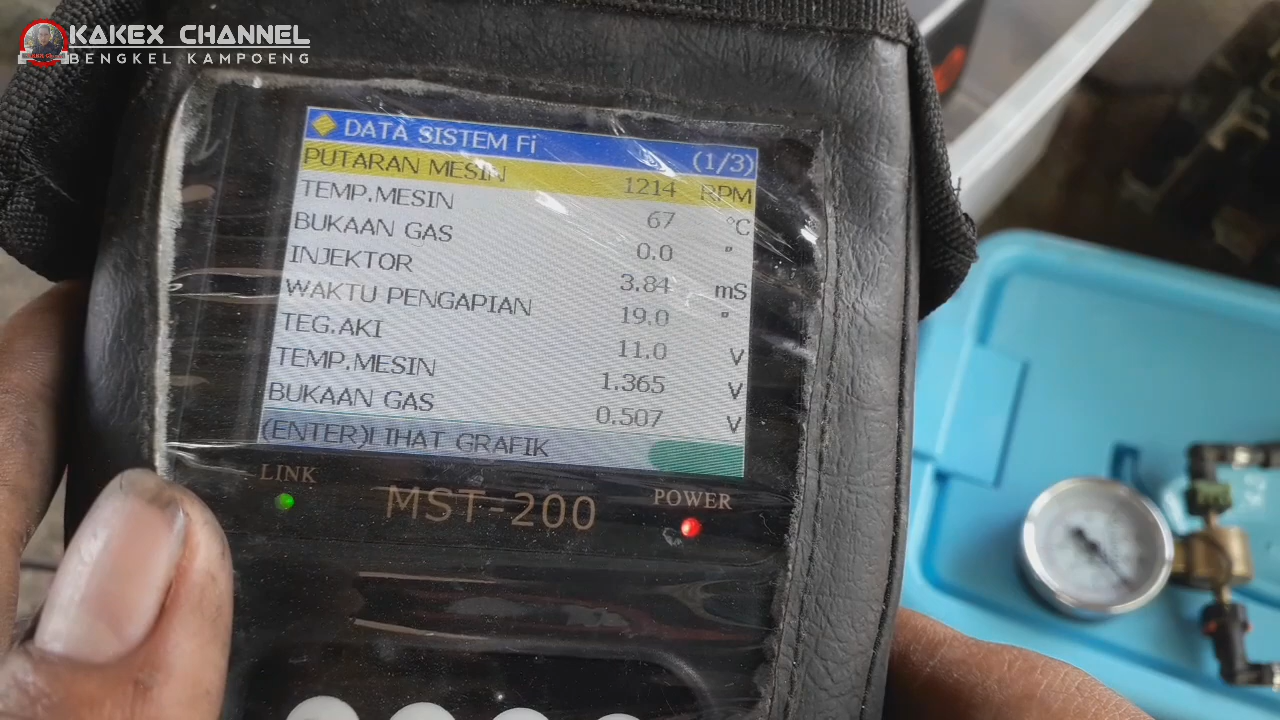 KAKEX CHANNEL
BENGKEL KAMPOENG
DATA SISTEM Fi (1/3)
PUTARAN MESIN 1214 RPM
TEMP.MESIN 67 °C
BUKAAN GAS 0.0 °
INJEKTOR 3.84 mS
WAKTU PENGAPIAN 19.0 °
TEG.AKI 11.0 V
TEMP.MESIN 1.365 V
BUKAAN GAS 0.507 V
(ENTER)LIHAT GRAFIK
LINK
MST-200
POWER